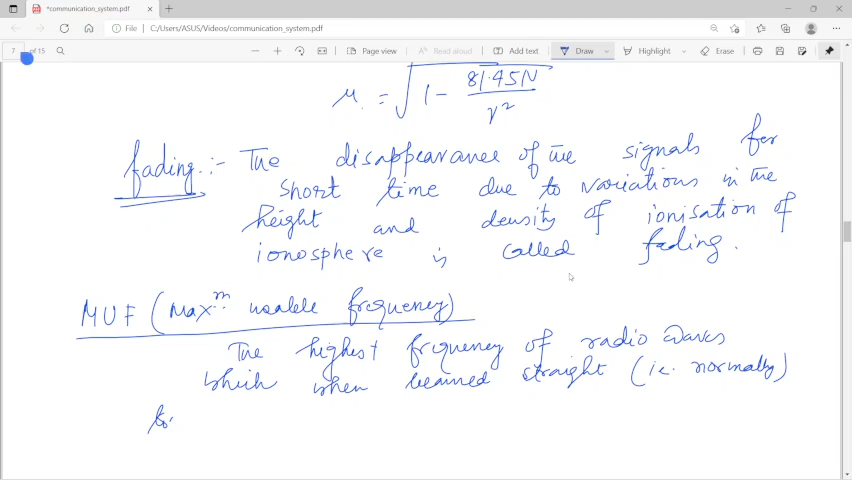 *communication_system.pdf
File | C:/Users/ASUS/Videos/communication_system.pdf
7 of 15 Page view Read aloud Add text Draw Highlight Erase
μ. = √1 - 81.45N / γ²
fading :- The disappearance of the signals for
short time due to variations in the
height and density of ionisation of
ionosphere is called fading.
MUF (Maxᵐ usable frequency)
The highest frequency of radio waves
which when beamed straight (i.e. normally)
to